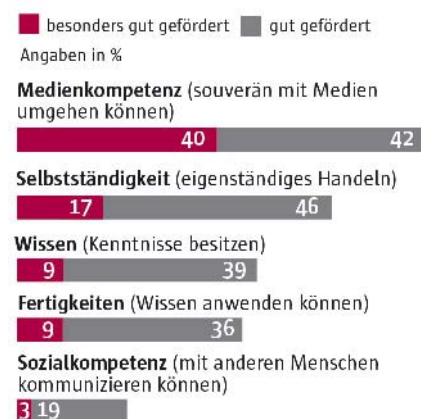 besonders gut gefördert gut gefördert
Angaben in %
Medienkompetenz (souverän mit Medien
umgehen können)
40 42
Selbstständigkeit (eigenständiges Handeln)
17 46
Wissen (Kenntnisse besitzen)
9 39
Fertigkeiten (Wissen anwenden können)
9 36
Sozialkompetenz (mit anderen Menschen
kommunizieren können)
3 19